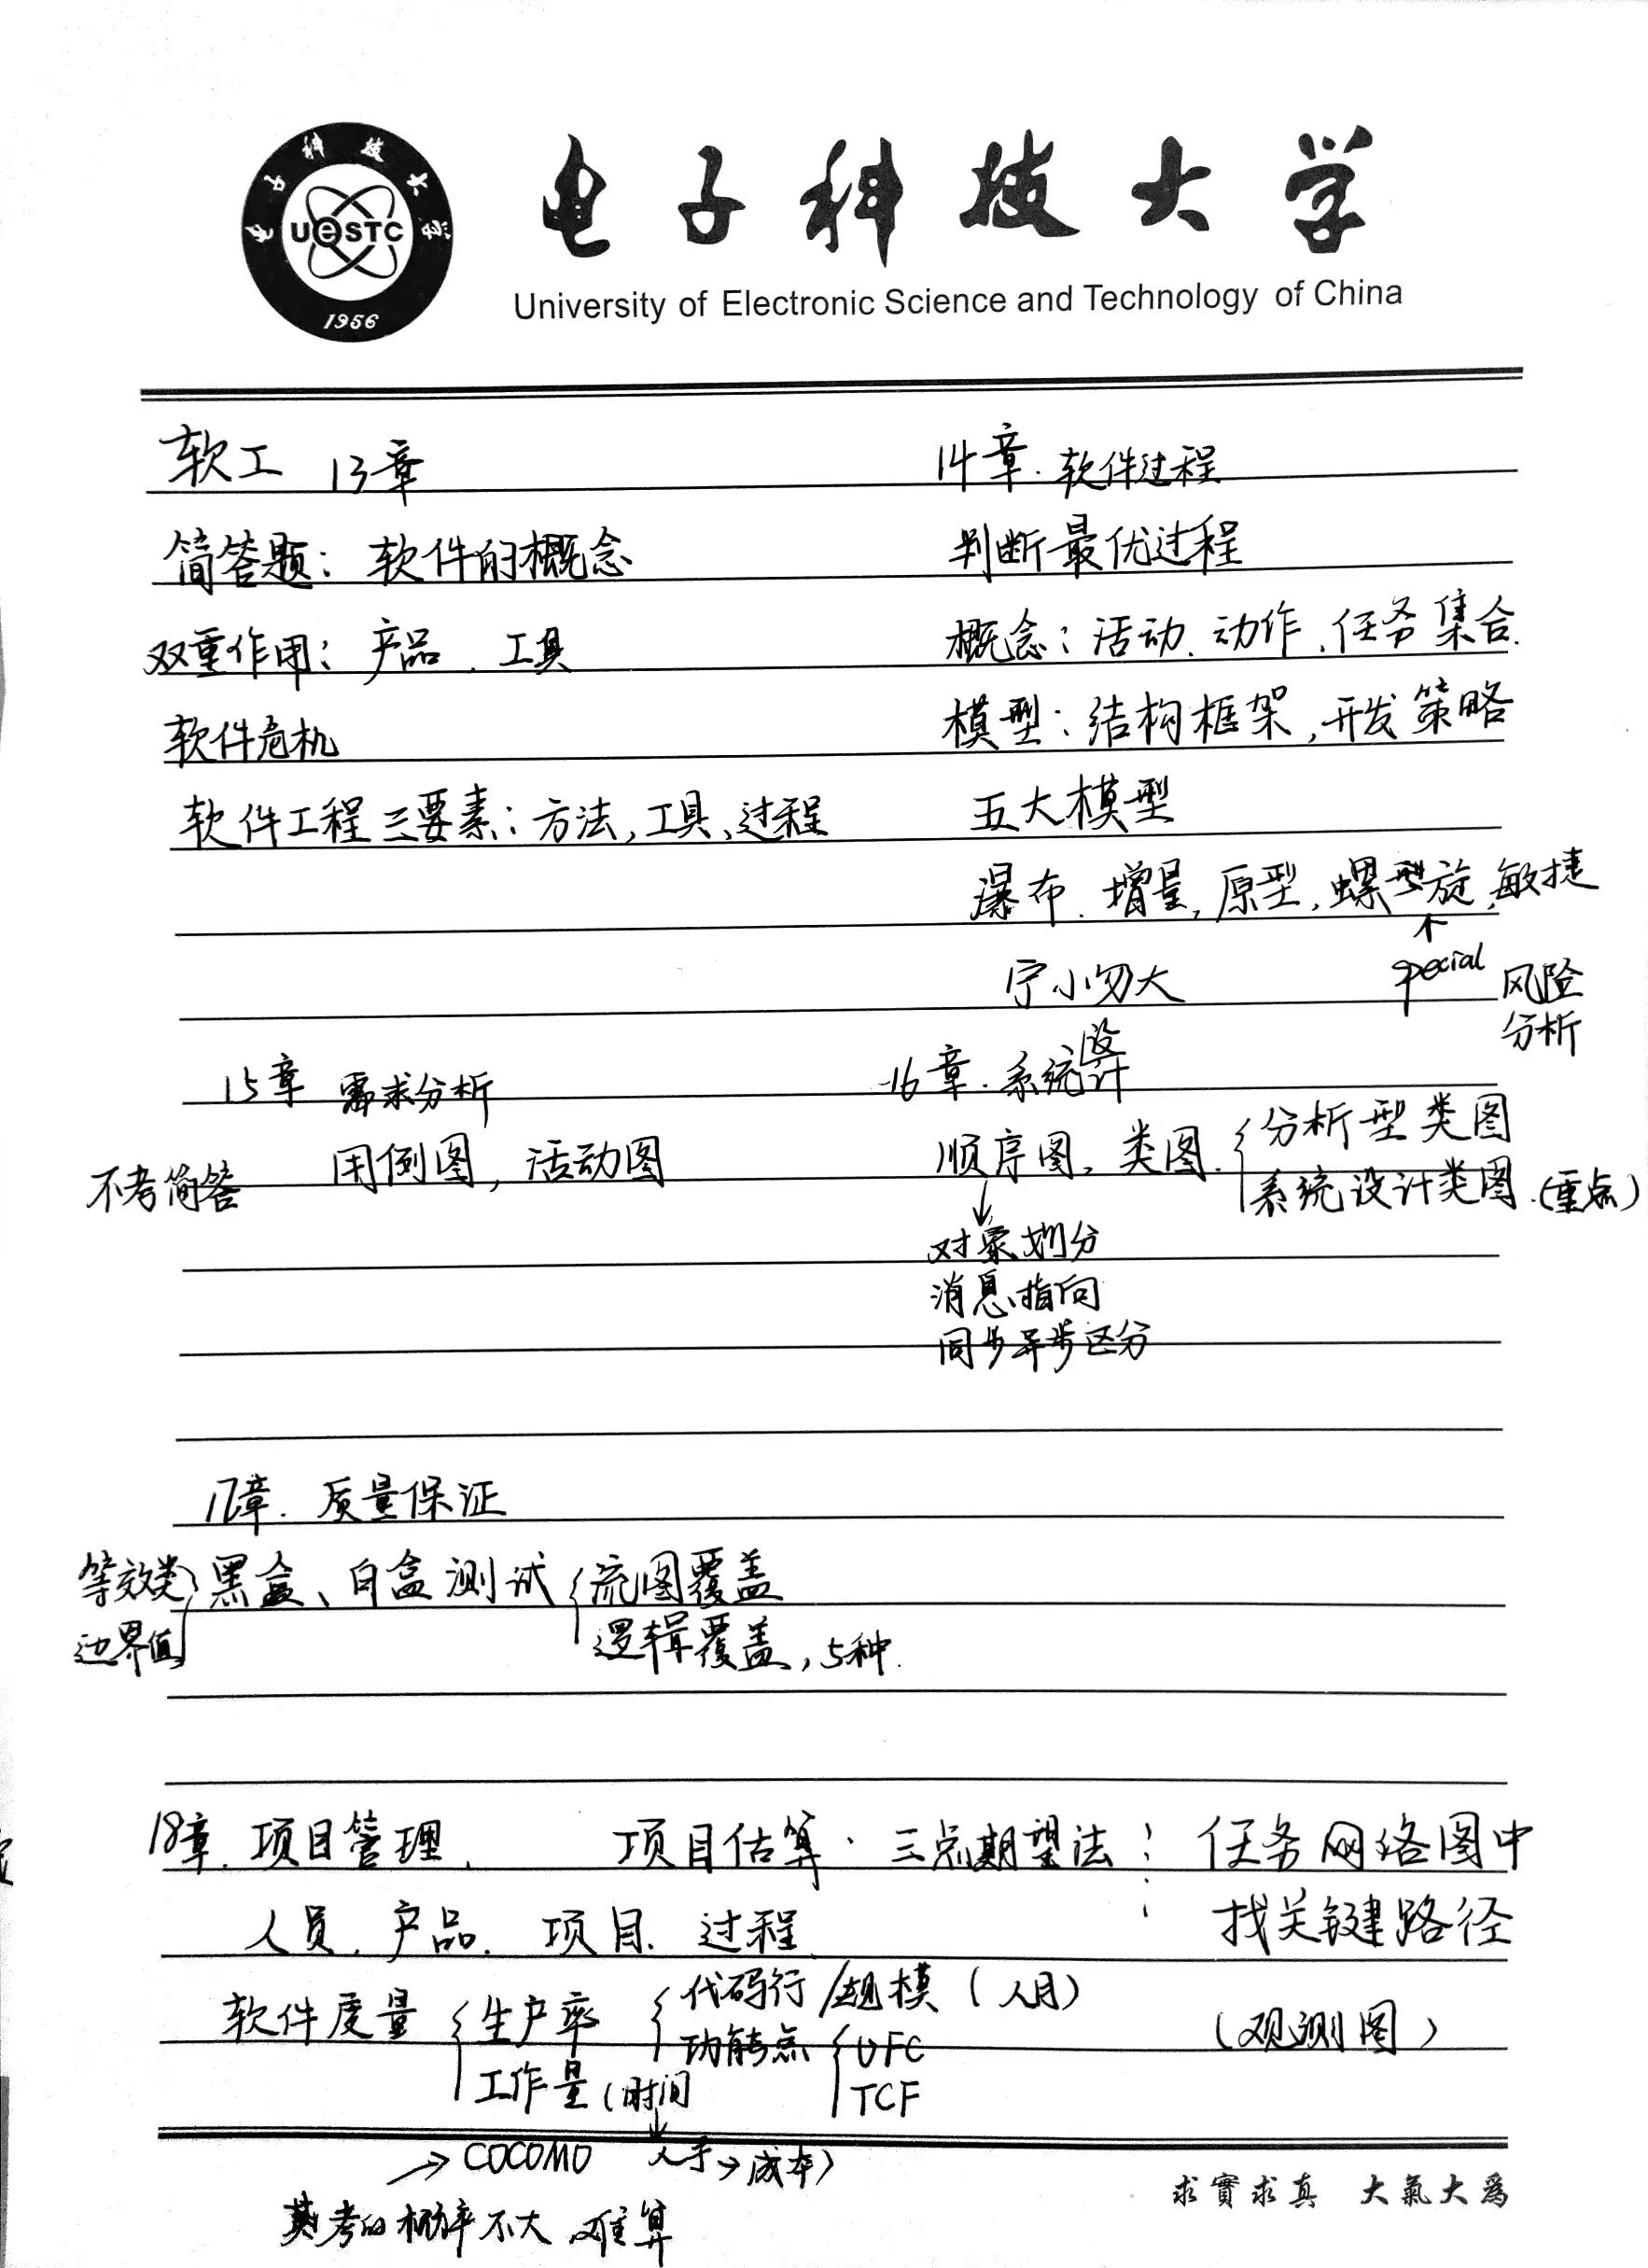 电子科技大学
UeSTC
1956
电子科技大学
University of Electronic Science and Technology of China
软工 13章
简答题：软件的概念
双重作用：产品、工具
软件危机
软件工程三要素：方法，工具、过程
14章.软件过程
判断最优过程
概念：活动、动作、任务集合.
模型：结构框架，开发策略
五大模型
瀑布、增量，原型，螺型旋，敏捷
special 风险
分析
宁小勿大
15章 需求分析
用例图，活动图
不考简答
16章.系统设计
顺序图、类图.
分析型类图
系统设计类图.(重点)
对象划分
消息指向
同步异步区分
17章.质量保证
等效类
边界值
黑盒、白盒测试
流图覆盖
逻辑覆盖，5种.
18章.项目管理.
人员、产品、项目、过程
软件度量
生产率
工作量(时间
人手→成本)
代码行/规模(人月)
功能点
UFC
TCF
→COCOMO
考的概率不大，难算
项目估算·三点期望法
任务网络图中
找关键路径
(观测图)
求實求真 大氣大為